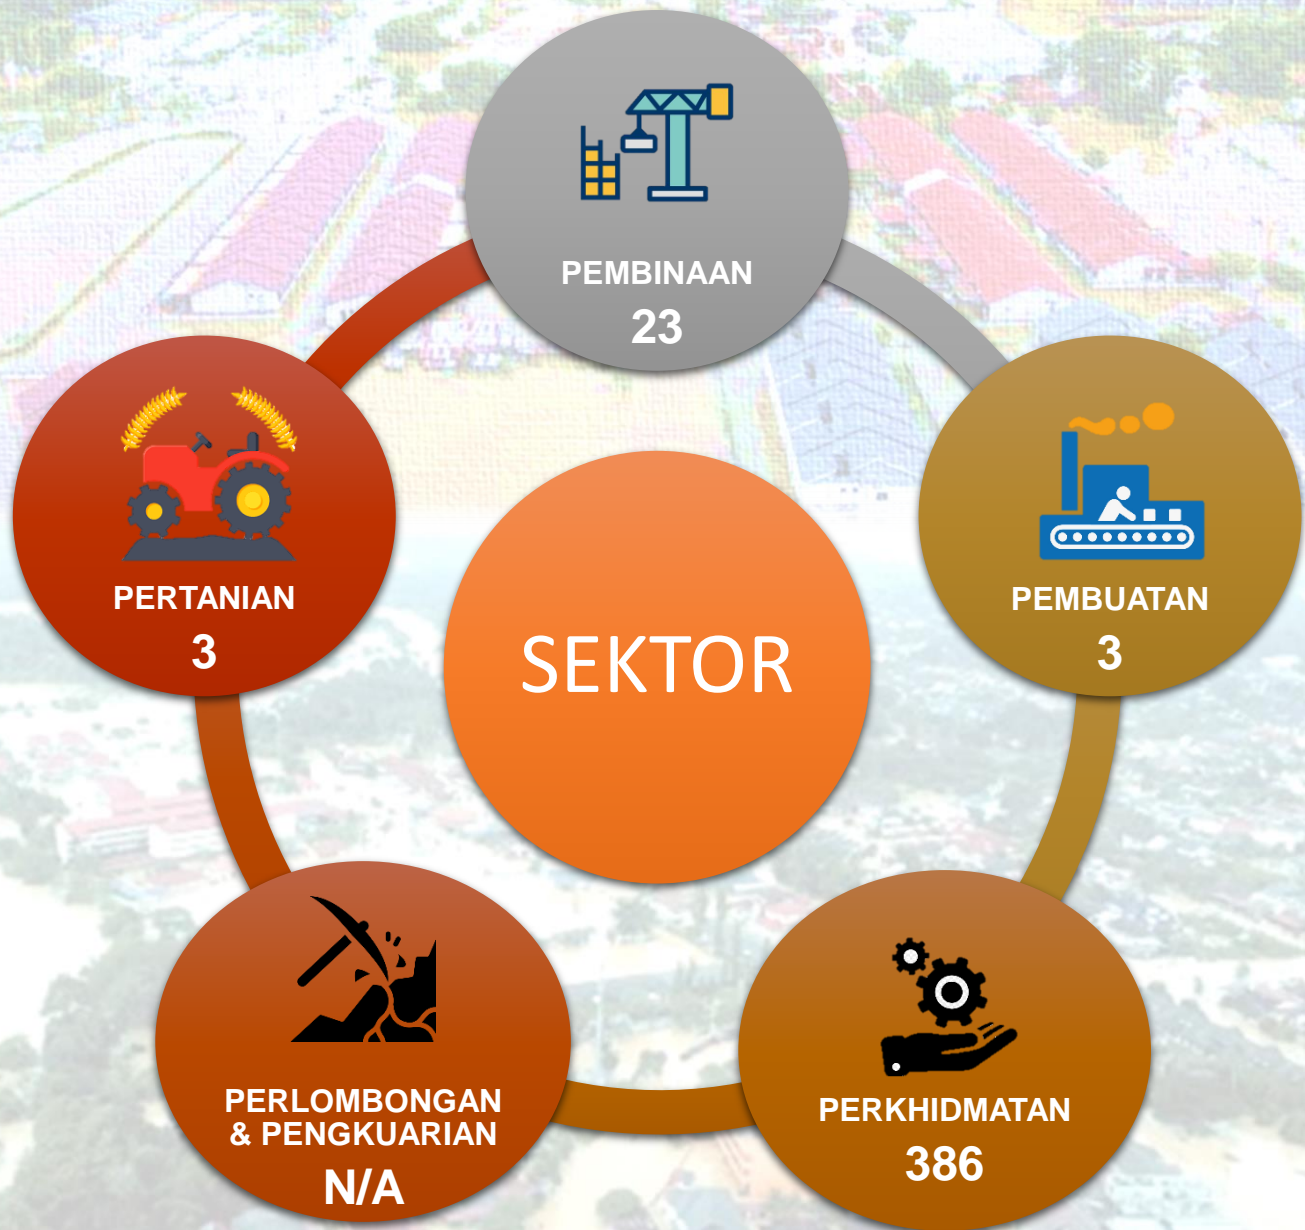 PEMBINAAN
23
PERTANIAN
3
PEMBUATAN
3
SEKTOR
PERLOMBONGAN
& PENGKUARIAN
N/A
PERKHIDMATAN
386